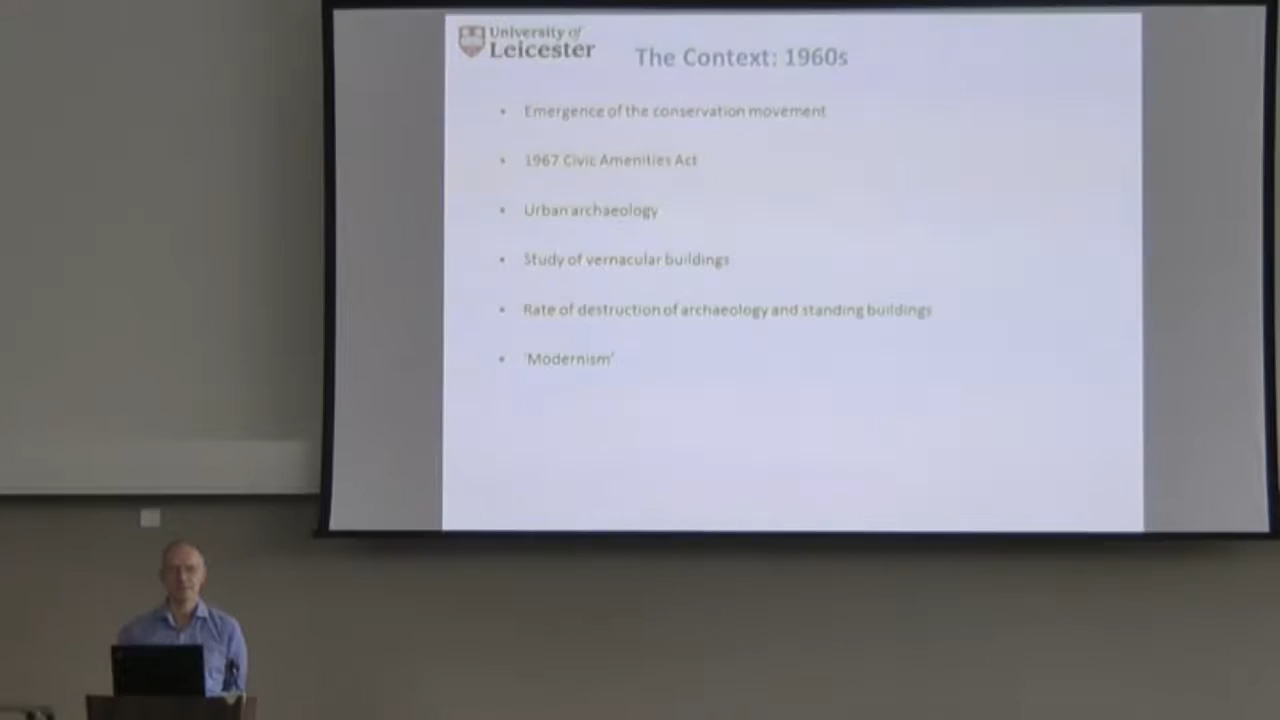 University of
Leicester
The Context: 1960s
• Emergence of the conservation movement
• 1967 Civic Amenities Act
• Urban archaeology
• Study of vernacular buildings
• Rate of destruction of archaeology and standing buildings
• 'Modernism'